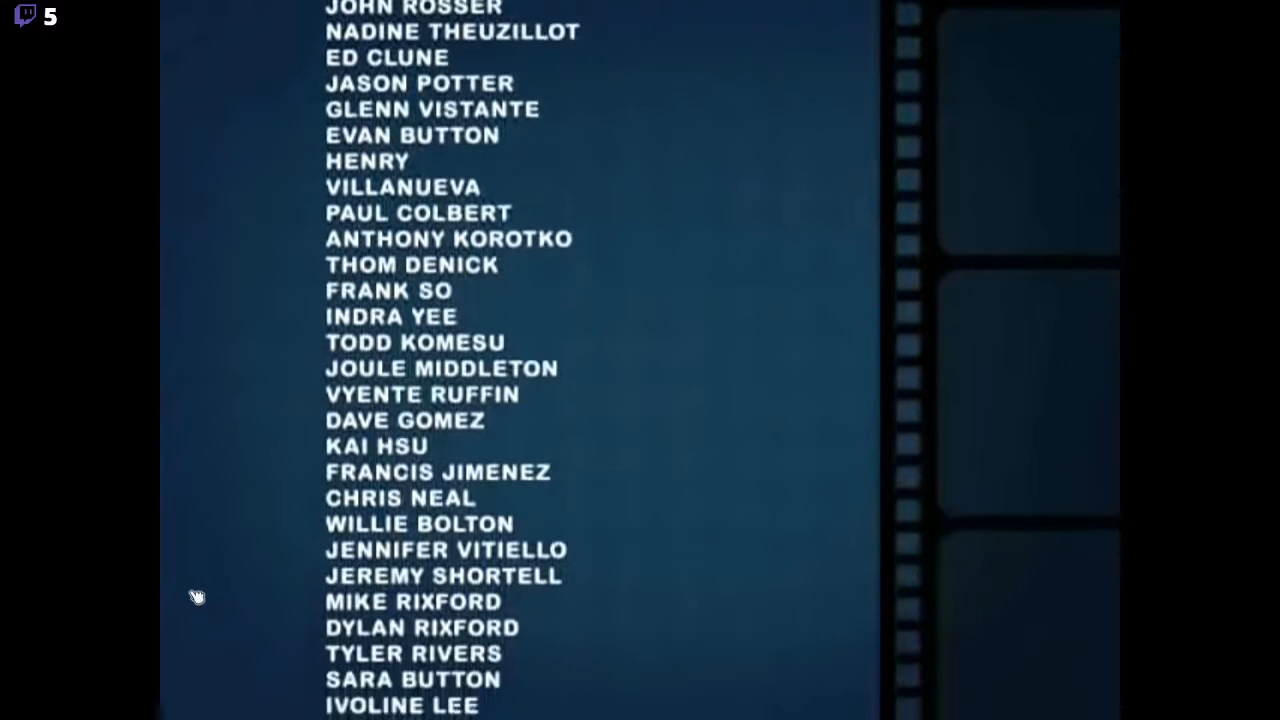 5
JOHN ROSSER
NADINE THEUZILLOT
ED CLUNE
JASON POTTER
GLENN VISTANTE
EVAN BUTTON
HENRY
VILLANUEVA
PAUL COLBERT
ANTHONY KOROTKO
THOM DENICK
FRANK SO
INDRA YEE
TODD KOMESU
JOULE MIDDLETON
VYENTE RUFFIN
DAVE GOMEZ
KAI HSU
FRANCIS JIMENEZ
CHRIS NEAL
WILLIE BOLTON
JENNIFER VITIELLO
JEREMY SHORTELL
MIKE RIXFORD
DYLAN RIXFORD
TYLER RIVERS
SARA BUTTON
IVOLINE LEE